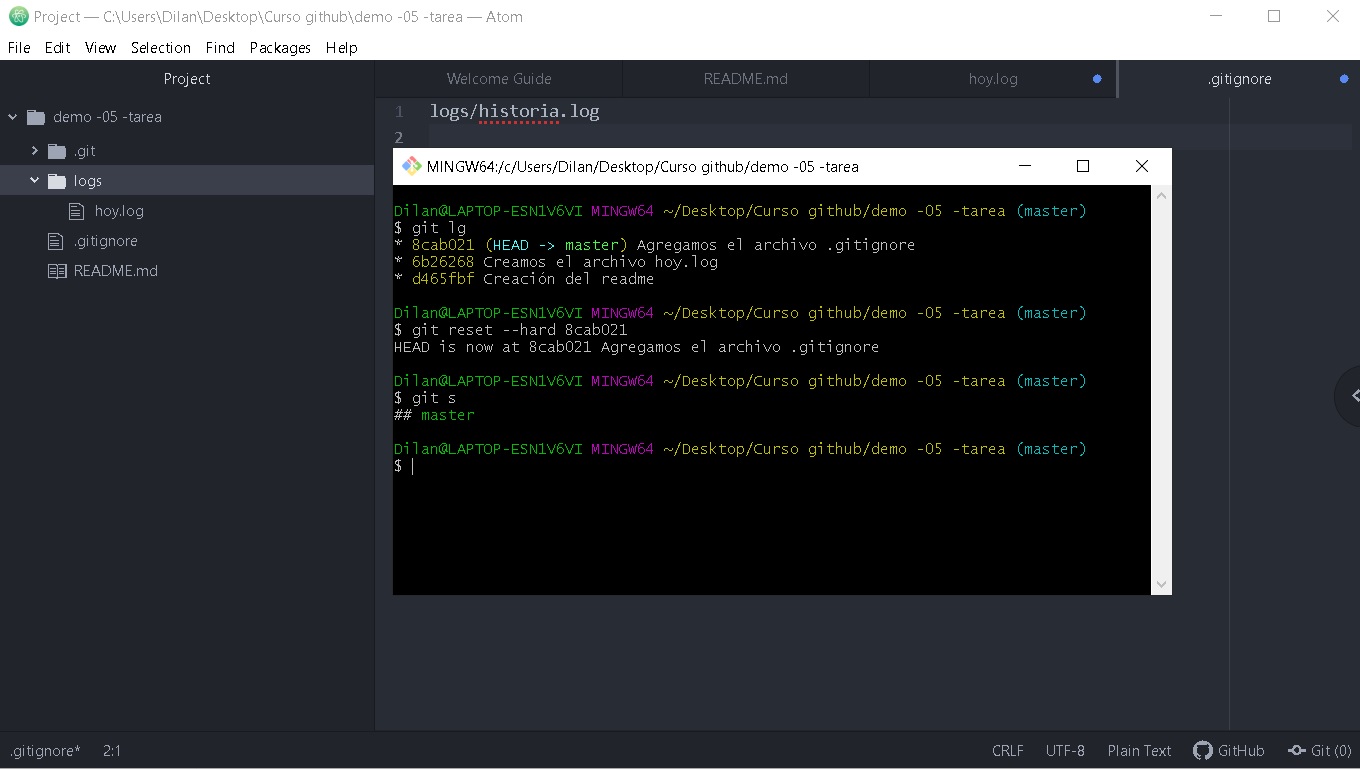 Project — C:\Users\Dilan\Desktop\Curso github\demo -05 -tarea — Atom
File Edit View Selection Find Packages Help
Project
Welcome Guide
README.md
hoy.log
.gitignore
demo -05 -tarea
.git
logs
hoy.log
.gitignore
README.md
1 logs/historia.log
2
MINGW64:/c/Users/Dilan/Desktop/Curso github/demo -05 -tarea
Dilan@LAPTOP-ESN1V6VI MINGW64 ~/Desktop/Curso github/demo -05 -tarea (master)
$ git lg
* 8cab021 (HEAD -> master) Agregamos el archivo .gitignore
* 6b26268 Creamos el archivo hoy.log
* d465fbf Creación del readme
Dilan@LAPTOP-ESN1V6VI MINGW64 ~/Desktop/Curso github/demo -05 -tarea (master)
$ git reset --hard 8cab021
HEAD is now at 8cab021 Agregamos el archivo .gitignore
Dilan@LAPTOP-ESN1V6VI MINGW64 ~/Desktop/Curso github/demo -05 -tarea (master)
$ git s
## master
Dilan@LAPTOP-ESN1V6VI MINGW64 ~/Desktop/Curso github/demo -05 -tarea (master)
$
.gitignore* 2:1 CRLF UTF-8 Plain Text GitHub Git (0)